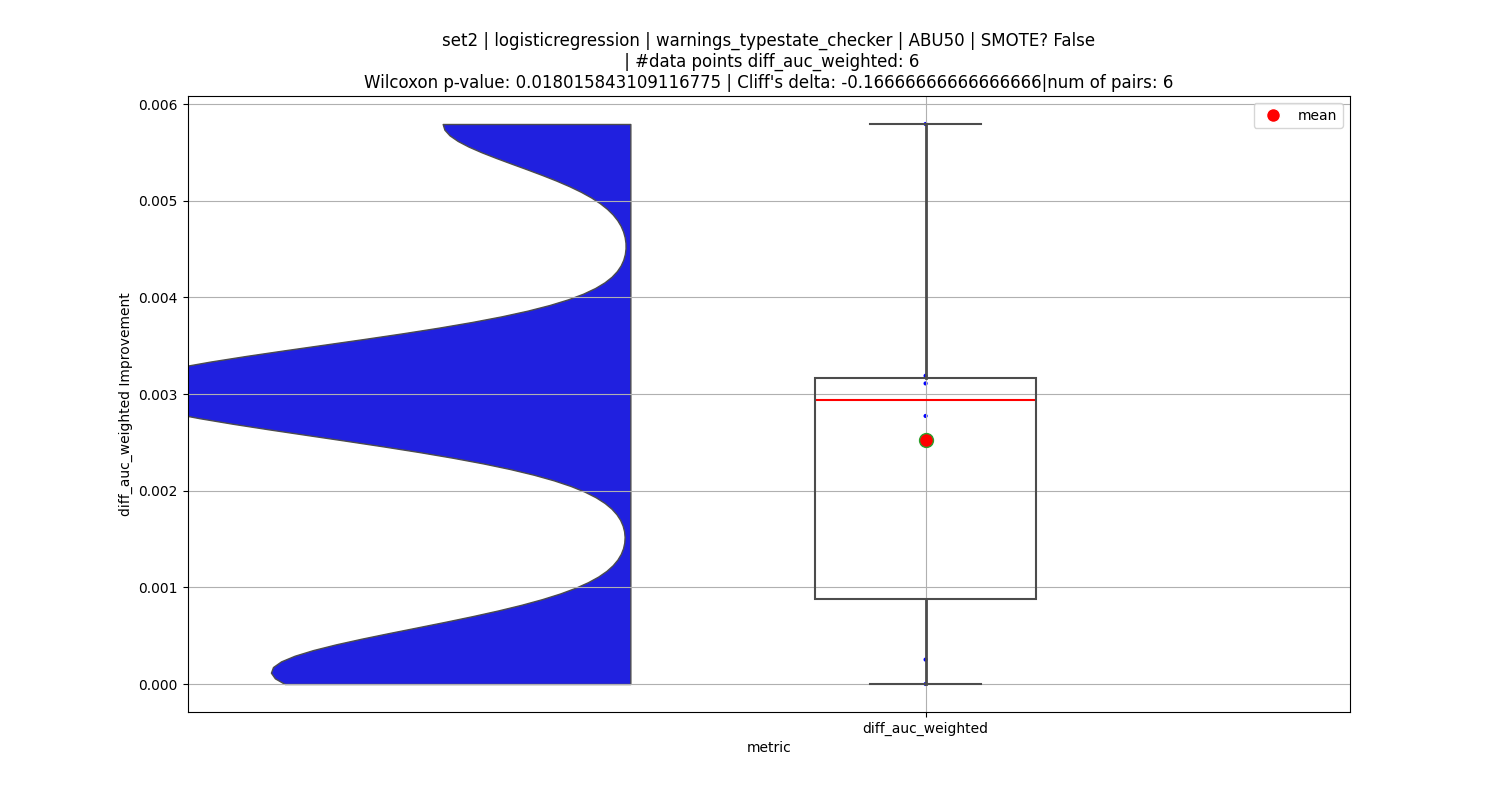 set2 | logisticregression | warnings_typestate_checker | ABU50 | SMOTE? False
| #data points diff_auc_weighted: 6
Wilcoxon p-value: 0.018015843109116775 | Cliff's delta: -0.16666666666666666|num of pairs: 6
mean
0.006
0.005
0.004
0.003
0.002
0.001
0.000
diff_auc_weighted Improvement
diff_auc_weighted
metric